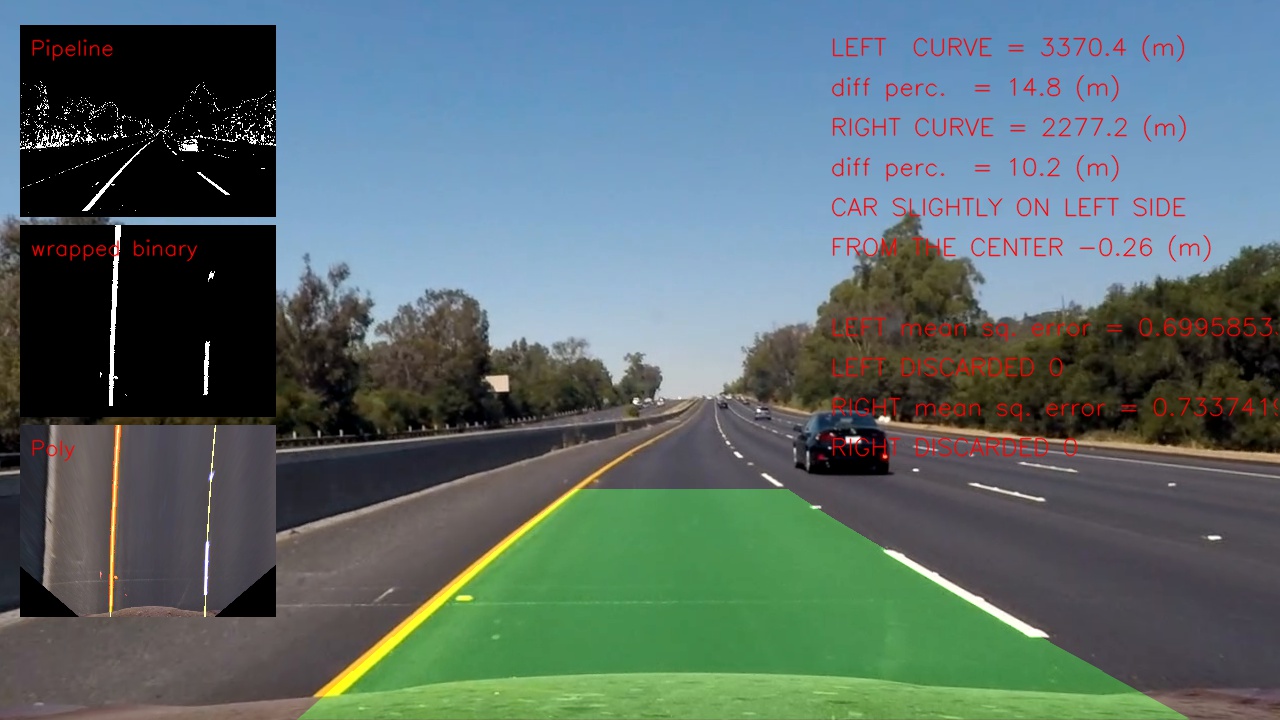 Pipeline
wrapped binary
Poly
LEFT CURVE = 3370.4 (m)
diff perc. = 14.8 (m)
RIGHT CURVE = 2277.2 (m)
diff perc. = 10.2 (m)
CAR SLIGHTLY ON LEFT SIDE
FROM THE CENTER -0.26 (m)
LEFT mean sq. error = 0.6995853
LEFT DISCARDED 0
RIGHT mean sq. error = 0.733741
RIGHT DISCARDED 0